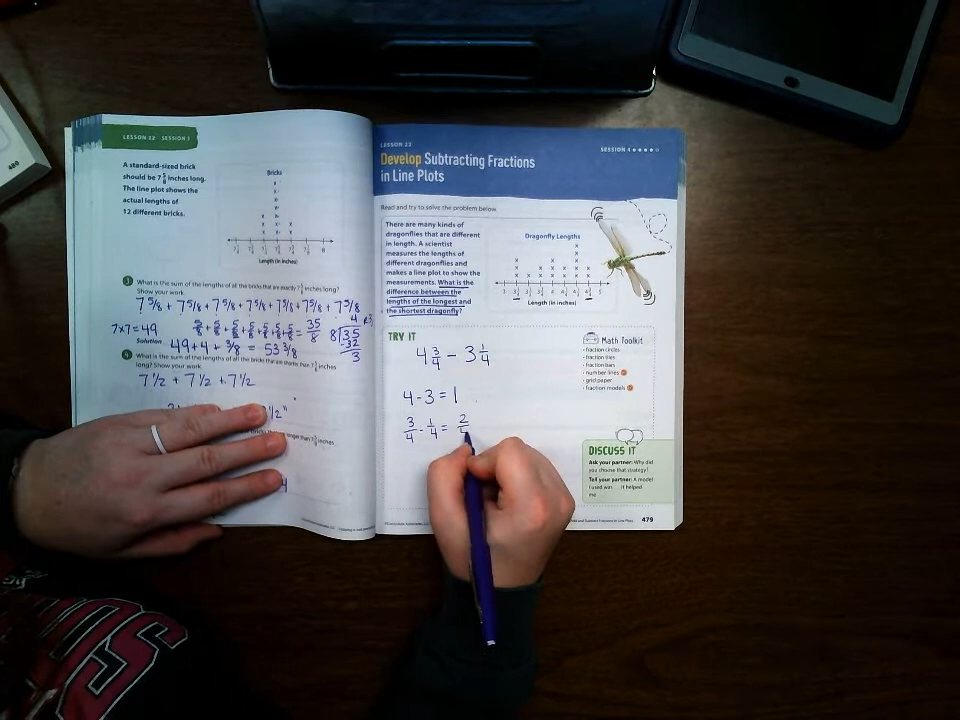 LESSON 22 SESSION 3
A standard-sized brick
should be 7 5/8 inches long.
The line plot shows the
actual lengths of
12 different bricks.
Bricks
Length (in inches)
3 What is the sum of the lengths of all the bricks that are exactly 7 5/8 inches long?
Show your work.
7 5/8 + 7 5/8 + 7 5/8 + 7 5/8 + 7 5/8 + 7 5/8 + 7 5/8
7x7=49 5/8+5/8+5/8+5/8+5/8+5/8+5/8 = 35/8 8)35 4 -32 3
Solution 49+4+3/8 = 53 3/8
4 What is the sum of the lengths of all the bricks that are shorter than 7 5/8 inches
long? Show your work.
7 1/2 + 7 1/2 + 7 1/2
LESSON 22
SESSION 4
Develop Subtracting Fractions
in Line Plots
Read and try to solve the problem below.
There are many kinds of
dragonflies that are different
in length. A scientist
measures the lengths of
different dragonflies and
makes a line plot to show the
measurements. What is the
difference between the
lengths of the longest and
the shortest dragonfly?
Dragonfly Lengths
Length (in inches)
TRY IT
4 3/4 - 3 1/4
4-3=1
3/4 - 1/4 = 2/
Math Toolkit
• fraction circles
• fraction tiles
• fraction bars
• number lines
• grid paper
• fraction models
DISCUSS IT
Ask your partner: Why did
you choose that strategy?
Tell your partner: A model
I used was ... It helped
me ...
479